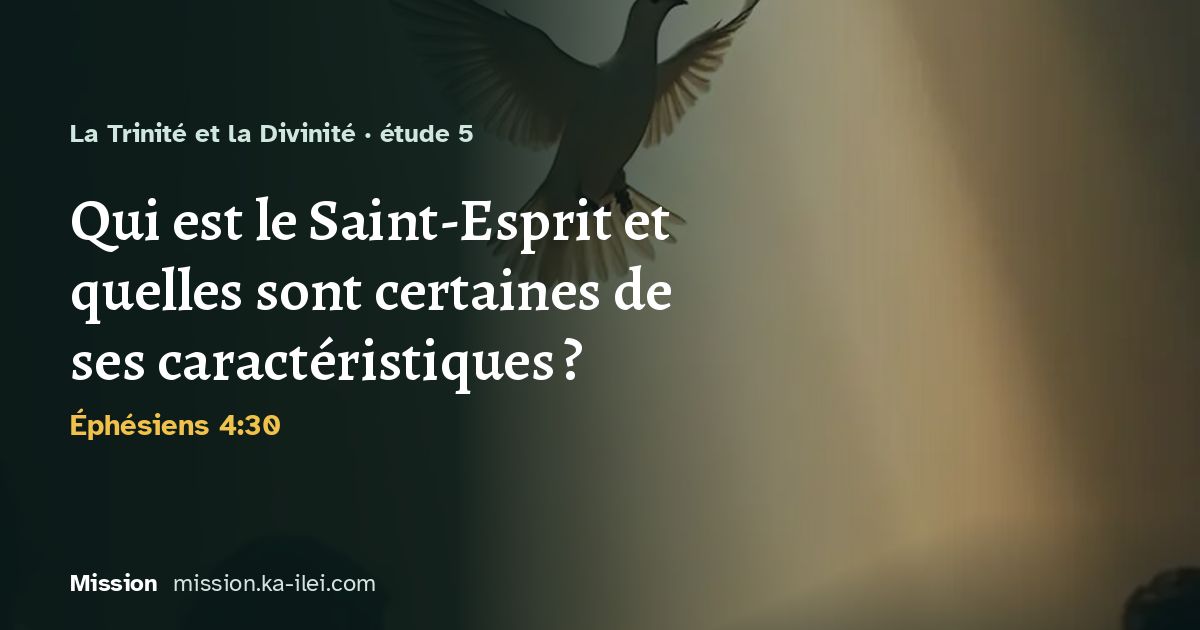 La Trinité et la Divinité · étude 5
Qui est le Saint-Esprit et
quelles sont certaines de
ses caractéristiques ?
Éphésiens 4:30
Mission mission.ka-ilei.com